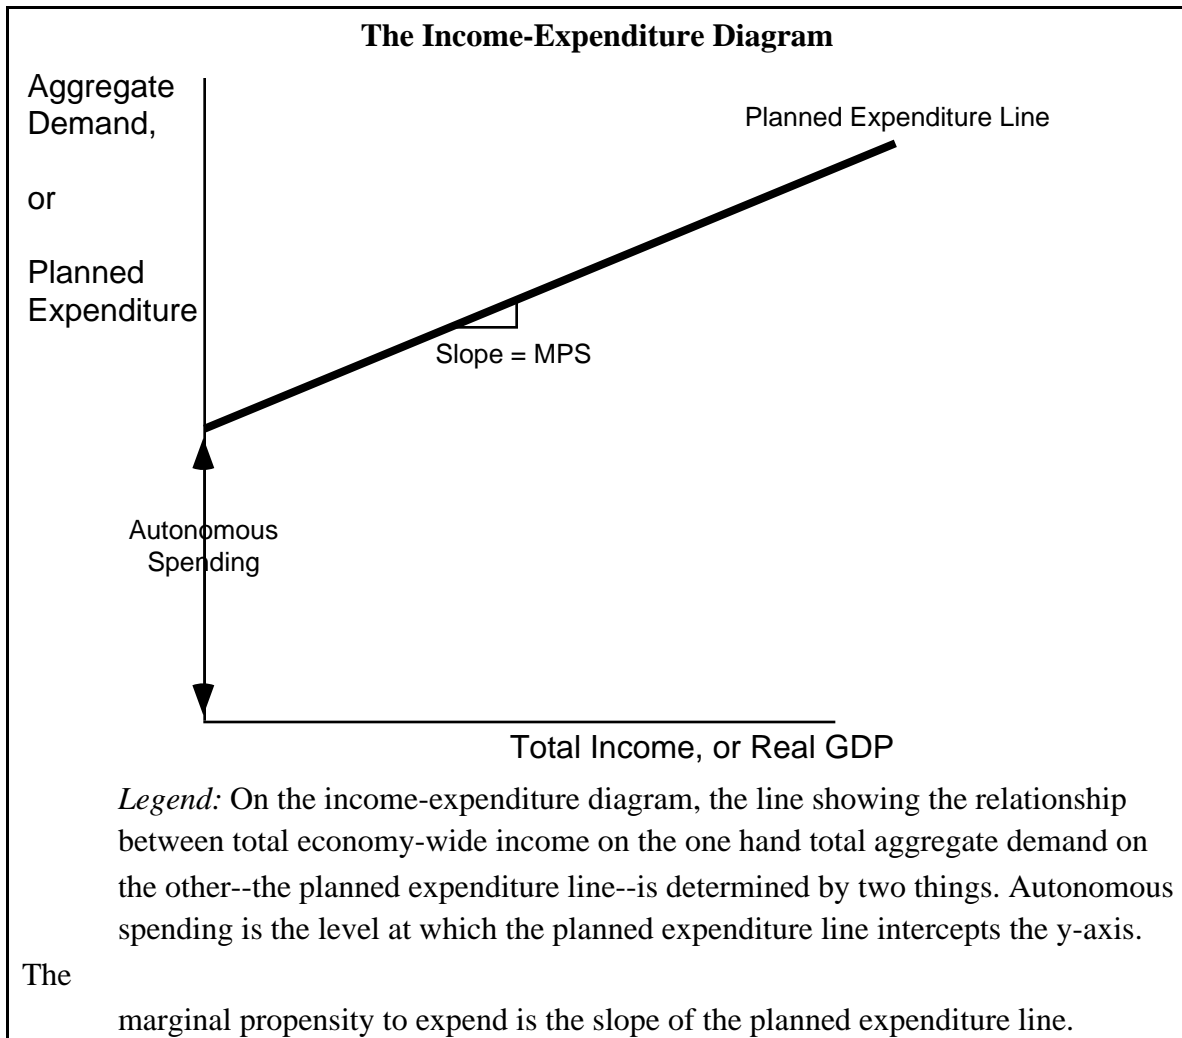 The Income-Expenditure Diagram
Aggregate
Demand,
or
Planned
Expenditure
Planned Expenditure Line
Slope = MPS
Autonomous
Spending
Total Income, or Real GDP
Legend: On the income-expenditure diagram, the line showing the relationship
between total economy-wide income on the one hand total aggregate demand on
the other--the planned expenditure line--is determined by two things. Autonomous
spending is the level at which the planned expenditure line intercepts the y-axis.
The
marginal propensity to expend is the slope of the planned expenditure line.